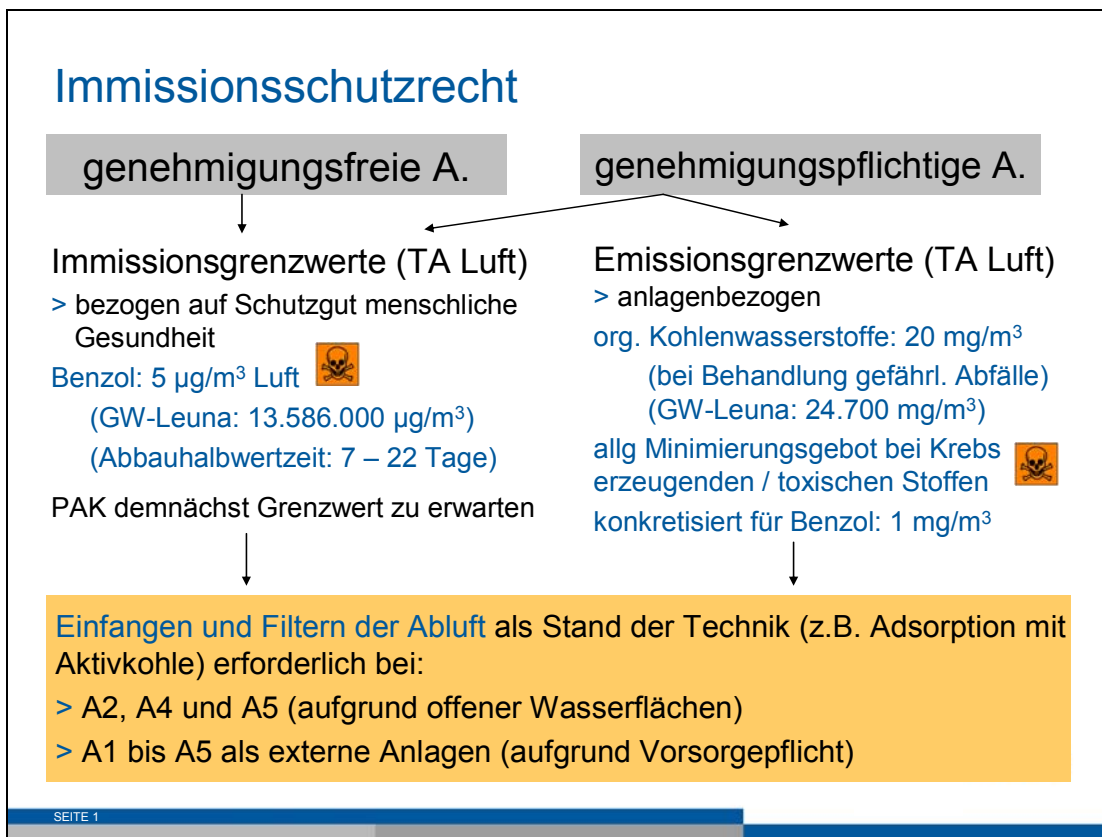 Immissionsschutzrecht
genehmigungsfreie A.
genehmigungspflichtige A.
Immissionsgrenzwerte (TA Luft)
> bezogen auf Schutzgut menschliche
Gesundheit
Benzol: 5 µg/m³ Luft
(GW-Leuna: 13.586.000 µg/m³)
(Abbauhalbwertzeit: 7 – 22 Tage)
PAK demnächst Grenzwert zu erwarten
Emissionsgrenzwerte (TA Luft)
> anlagenbezogen
org. Kohlenwasserstoffe: 20 mg/m³
(bei Behandlung gefährl. Abfälle)
(GW-Leuna: 24.700 mg/m³)
allg Minimierungsgebot bei Krebs
erzeugenden / toxischen Stoffen
konkretisiert für Benzol: 1 mg/m³
Einfangen und Filtern der Abluft als Stand der Technik (z.B. Adsorption mit
Aktivkohle) erforderlich bei:
> A2, A4 und A5 (aufgrund offener Wasserflächen)
> A1 bis A5 als externe Anlagen (aufgrund Vorsorgepflicht)
SEITE 1